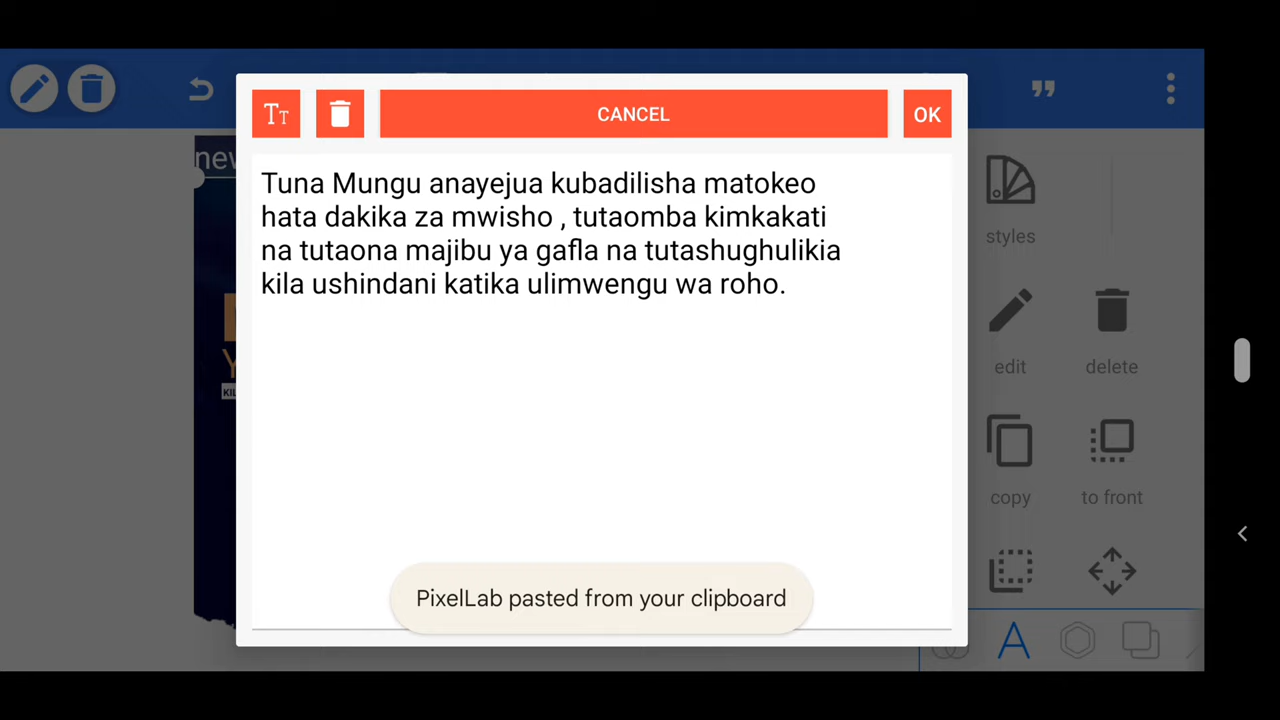 CANCEL
OK
new
Tuna Mungu anayejua kubadilisha matokeo
hata dakika za mwisho , tutaomba kimkakati
na tutaona majibu ya gafla na tutashughulikia
kila ushindani katika ulimwengu wa roho.
styles
edit
delete
copy
to front
PixelLab pasted from your clipboard